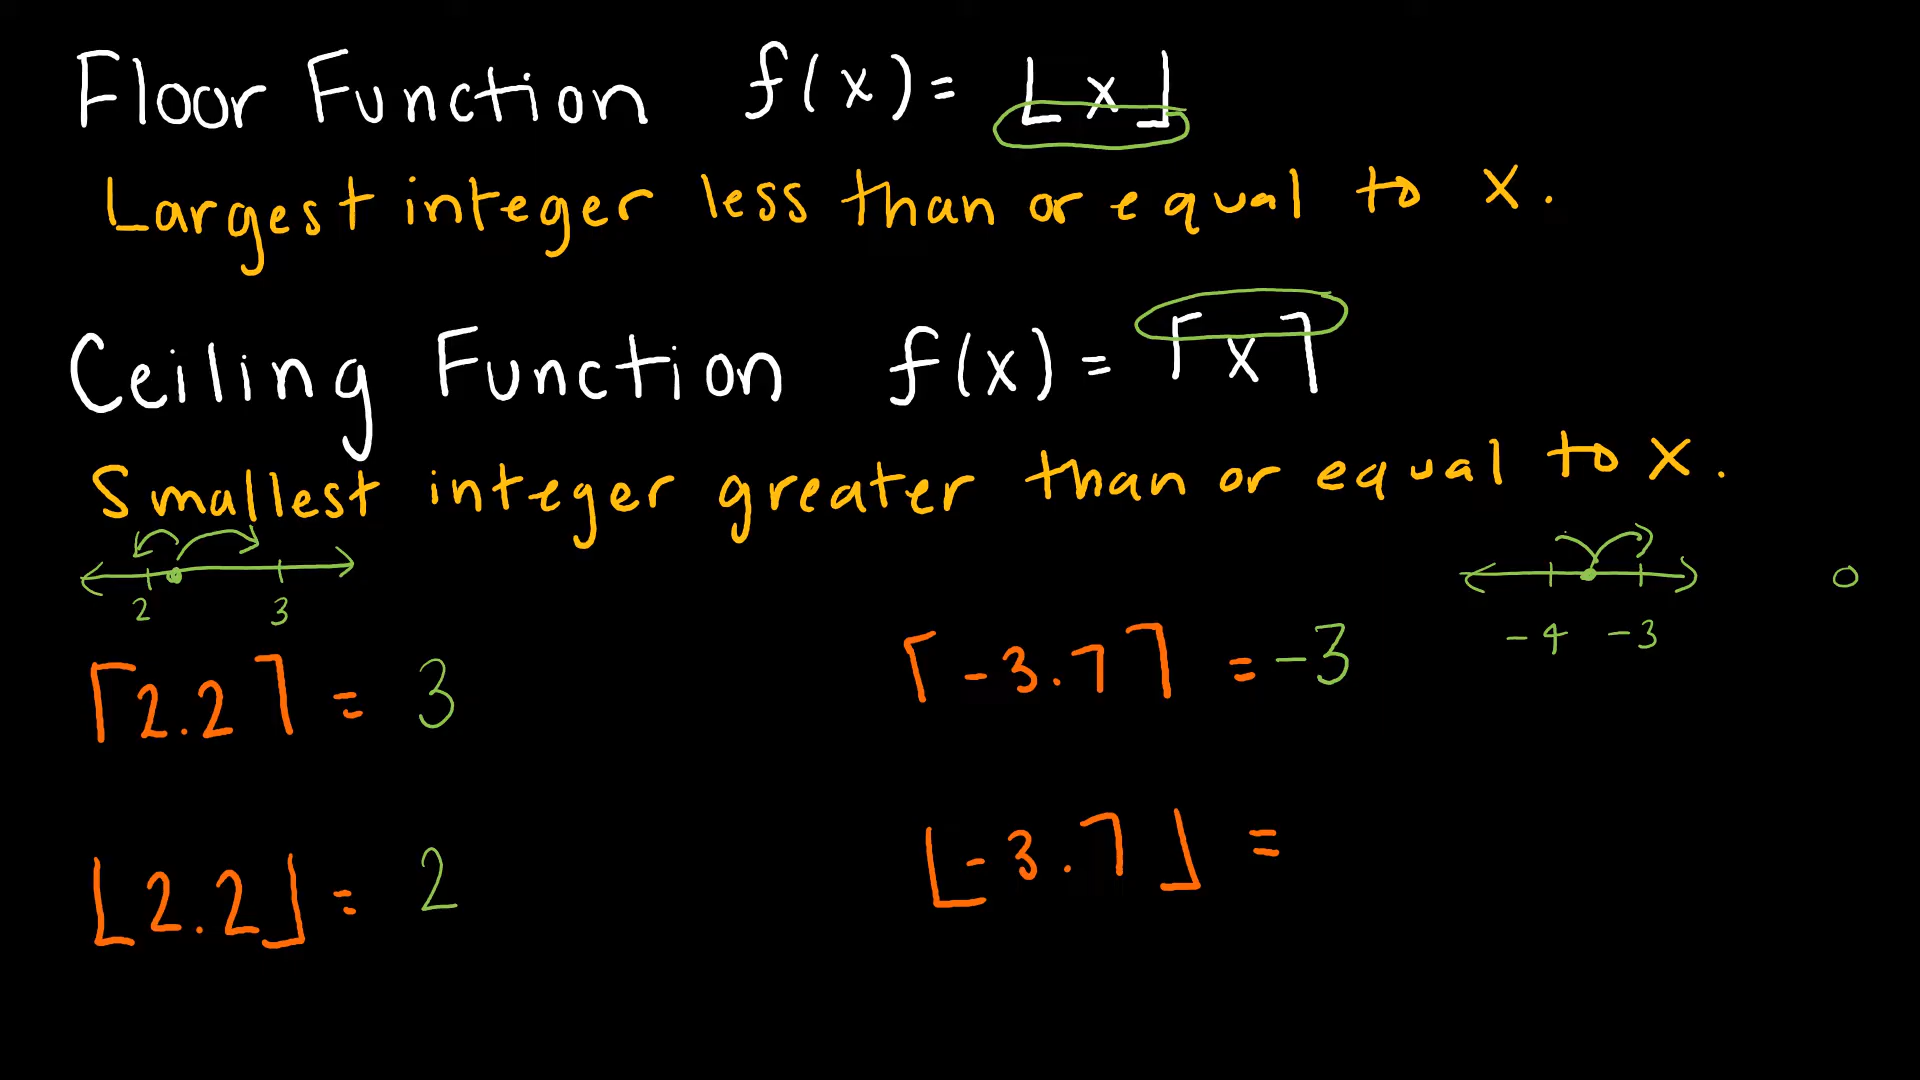 Floor Function f(x) = ⌊x⌋
Largest integer less than or equal to x.
Ceiling Function f(x) = ⌈x⌉
Smallest integer greater than or equal to x.
2 3
-4 -3 0
⌈2.2⌉ = 3
⌈-3.7⌉ = -3
⌊2.2⌋ = 2
⌊-3.7⌋ =